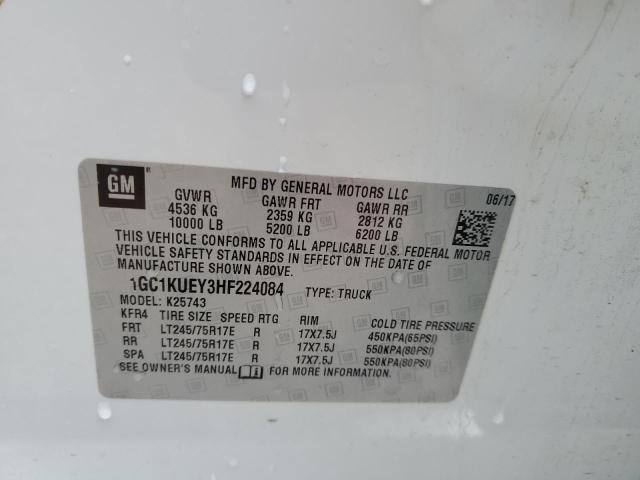 GM
MFD BY GENERAL MOTORS LLC
06/17
GVWR GAWR FRT GAWR RR
4536 KG 2359 KG 2812 KG
10000 LB 5200 LB 6200 LB
THIS VEHICLE CONFORMS TO ALL APPLICABLE U.S. FEDERAL MOTOR
VEHICLE SAFETY STANDARDS IN EFFECT ON THE DATE OF
MANUFACTURE SHOWN ABOVE.
1GC1KUEY3HF224084 TYPE: TRUCK
MODEL: K25743
KFR4 TIRE SIZE SPEED RTG RIM COLD TIRE PRESSURE
FRT LT245/75R17E R 17X7.5J 450KPA(65PSI)
RR LT245/75R17E R 17X7.5J 550KPA(80PSI)
SPA LT245/75R17E R 17X7.5J 550KPA(80PSI)
SEE OWNER'S MANUAL FOR MORE INFORMATION.